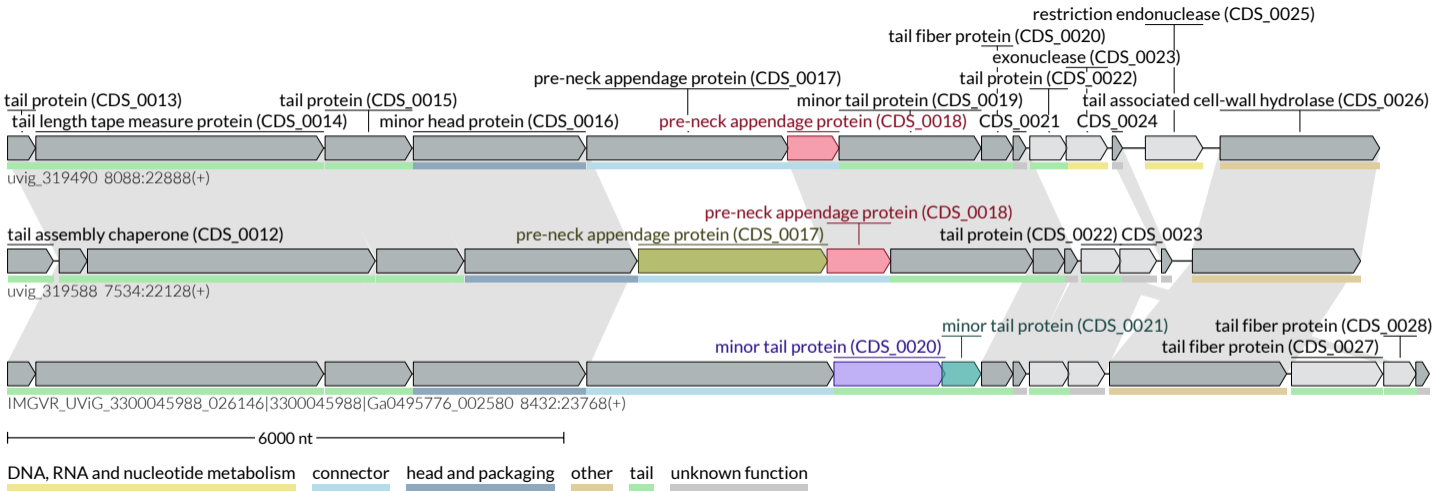 restriction endonuclease (CDS_0025)
tail fiber protein (CDS_0020)
exonuclease (CDS_0023)
pre-neck appendage protein (CDS_0017)
tail protein (CDS_0022)
tail protein (CDS_0013)
tail protein (CDS_0015)
minor tail protein (CDS_0019)
tail associated cell-wall hydrolase (CDS_0026)
tail length tape measure protein (CDS_0014)
minor head protein (CDS_0016)
pre-neck appendage protein (CDS_0018)
CDS_0021
CDS_0024
uvig_319490 8088:22888(+)
pre-neck appendage protein (CDS_0018)
tail assembly chaperone (CDS_0012)
pre-neck appendage protein (CDS_0017)
tail protein (CDS_0022)
CDS_0023
uvig_319588 7534:22128(+)
minor tail protein (CDS_0021)
tail fiber protein (CDS_0028)
minor tail protein (CDS_0020)
tail fiber protein (CDS_0027)
IMGVR_UViG_3300045988_026146|3300045988|Ga0495776_002580 8432:23768(+)
6000 nt
DNA, RNA and nucleotide metabolism
connector
head and packaging
other
tail
unknown function